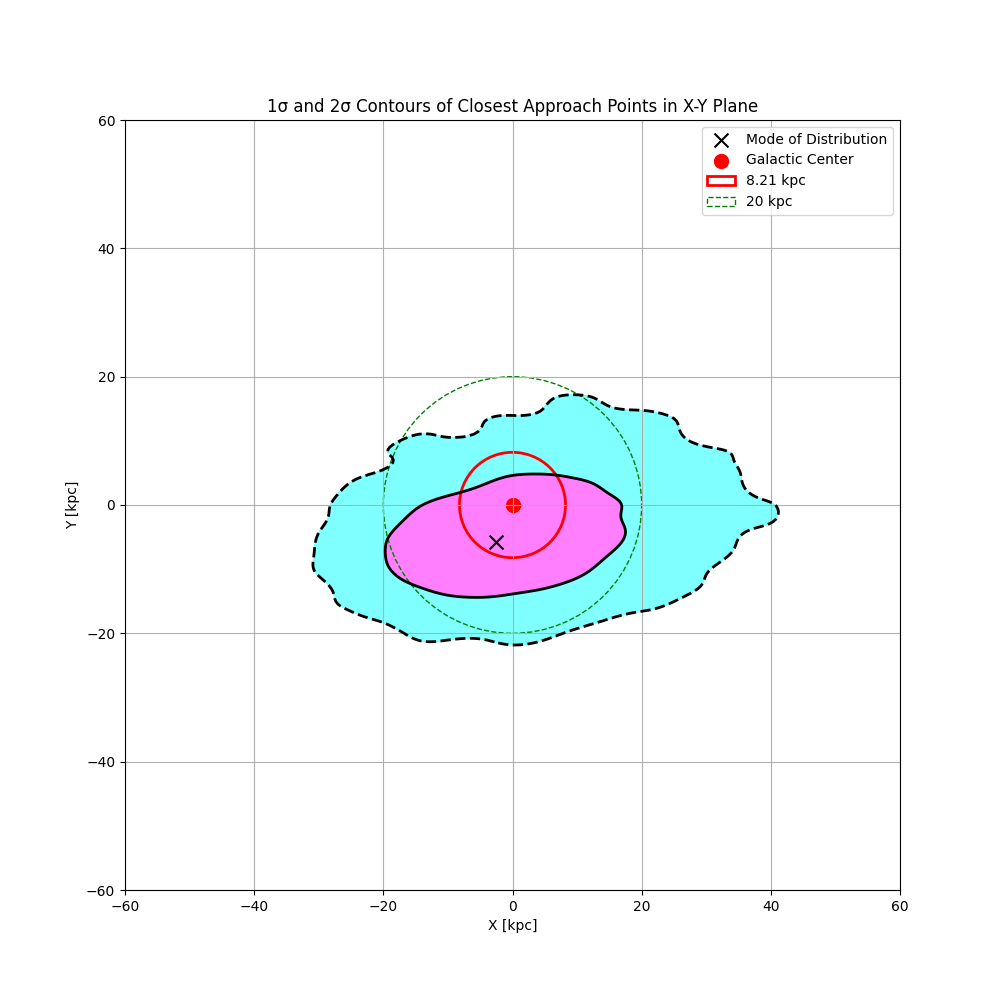 1σ and 2σ Contours of Closest Approach Points in X-Y Plane
Mode of Distribution
Galactic Center
8.21 kpc
20 kpc
60
40
20
0
−20
−40
−60
Y [kpc]
−60 −40 −20 0 20 40 60
X [kpc]